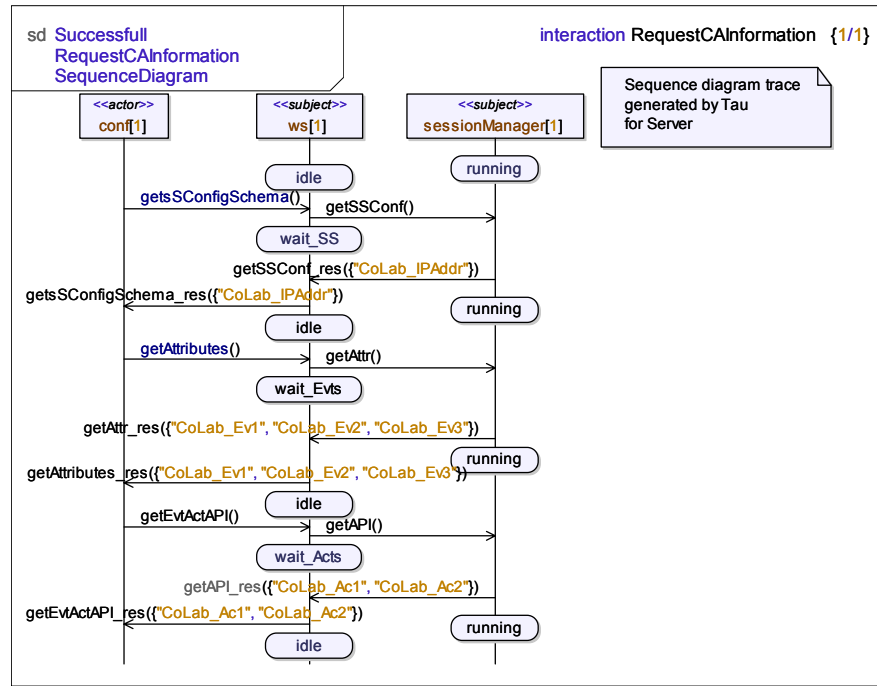 sd Successfull
RequestCAInformation
SequenceDiagram
interaction RequestCAInformation {1/1}
Sequence diagram trace
generated by Tau
for Server
<<actor>>
conf[1]
<<subject>>
ws[1]
<<subject>>
sessionManager[1]
idle
running
getsSConfigSchema()
getSSConf()
wait_SS
getSSConf_res({"CoLab_IPAddr"})
getsSConfigSchema_res({"CoLab_IPAddr"})
running
idle
getAttributes()
getAttr()
wait_Evts
getAttr_res({"CoLab_Ev1", "CoLab_Ev2", "CoLab_Ev3"})
running
getAttributes_res({"CoLab_Ev1", "CoLab_Ev2", "CoLab_Ev3"})
idle
getEvtActAPI()
getAPI()
wait_Acts
getAPI_res({"CoLab_Ac1", "CoLab_Ac2"})
getEvtActAPI_res({"CoLab_Ac1", "CoLab_Ac2"})
running
idle